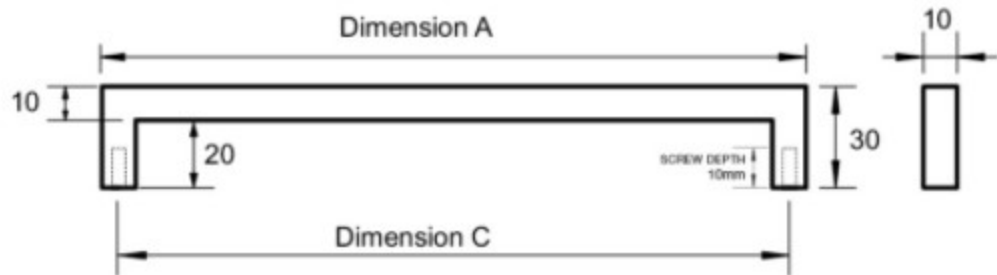 Dimension A
10
10
20
SCREW DEPTH
10mm
30
Dimension C